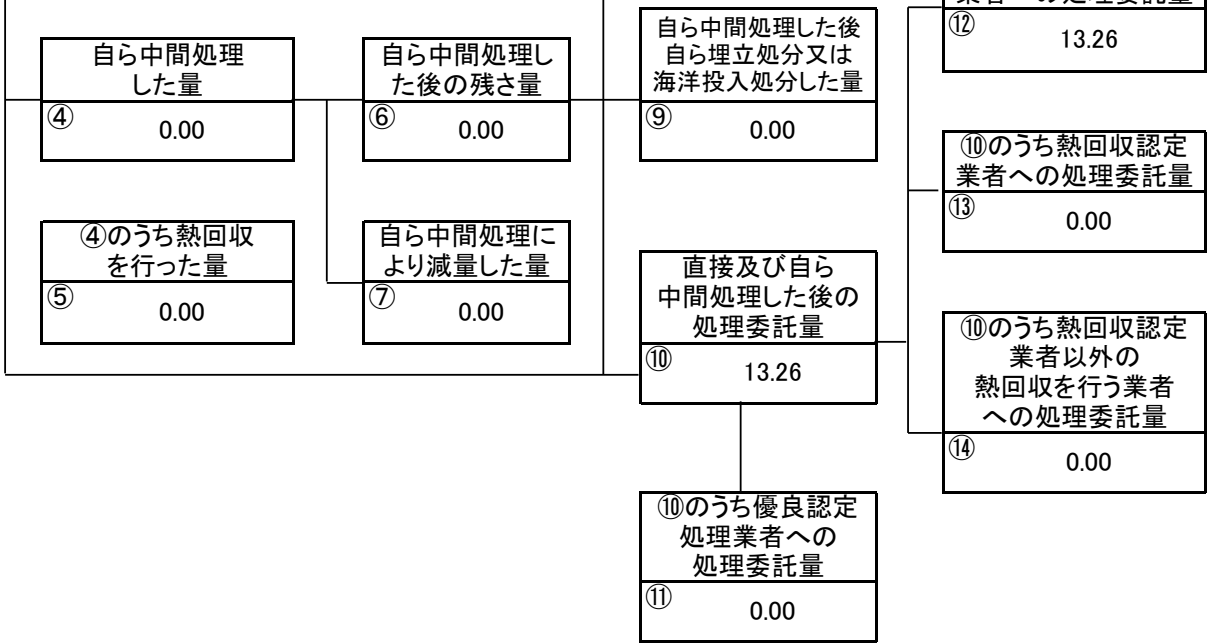 ⑫
13.26
自ら中間処理
した量
④
0.00
自ら中間処理し
た後の残さ量
⑥
0.00
自ら中間処理した後
自ら埋立処分又は
海洋投入処分した量
⑨
0.00
⑩のうち熱回収認定
業者への処理委託量
⑬
0.00
④のうち熱回収
を行った量
⑤
0.00
自ら中間処理に
より減量した量
⑦
0.00
直接及び自ら
中間処理した後の
処理委託量
⑩
13.26
⑩のうち熱回収認定
業者以外の
熱回収を行う業者
への処理委託量
⑭
0.00
⑩のうち優良認定
処理業者への
処理委託量
⑪
0.00